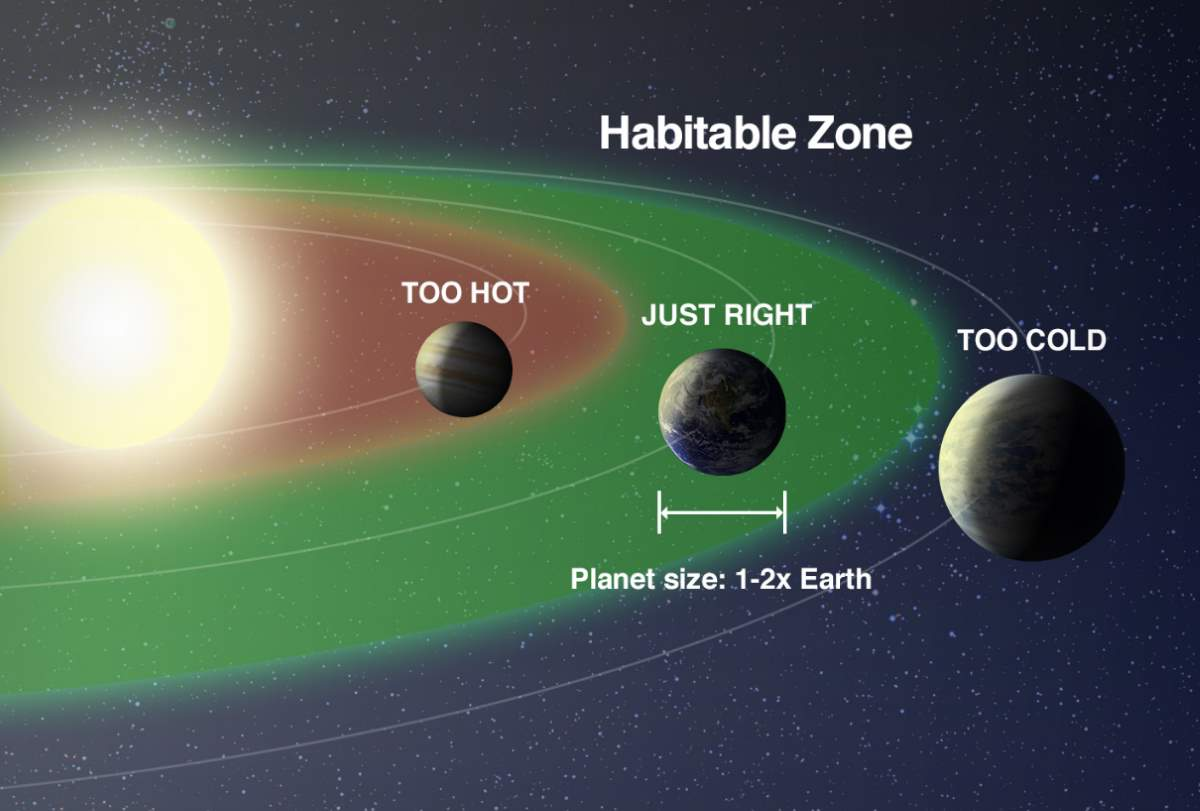 Habitable Zone
TOO HOT
JUST RIGHT
TOO COLD
Planet size: 1-2x Earth